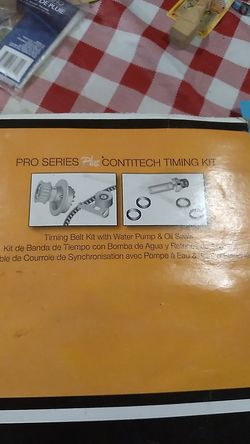 PRO SERIES Plus CONTITECH TIMING KIT
Timing Belt Kit with Water Pump & Oil Seals
Kit de Banda de Tiempo con Bomba de Agua y
de Courroie de Synchronisation avec Pompe à Eau &